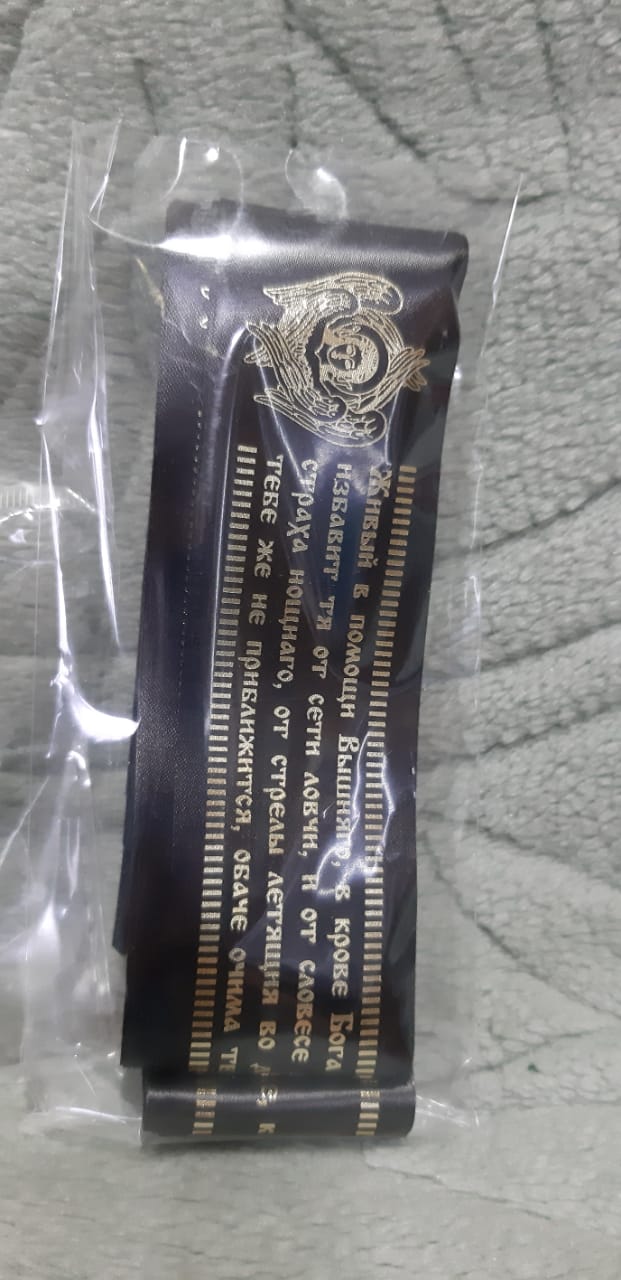 Живый в помощи Вышняго, в крове Бога
избавит тя от сети ловчи, и от словесе
страха нощнаго, от стрелы летящия во дне,
тебе же не приближится, обаче очима